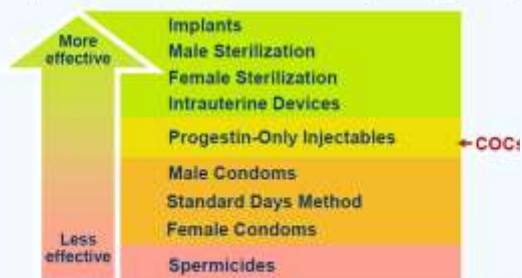 More
effective
Implants
Male Sterilization
Female Sterilization
Intrauterine Devices
Progestin-Only Injectables
COCs
Male Condoms
Standard Days Method
Female Condoms
Less
effective
Spermicides